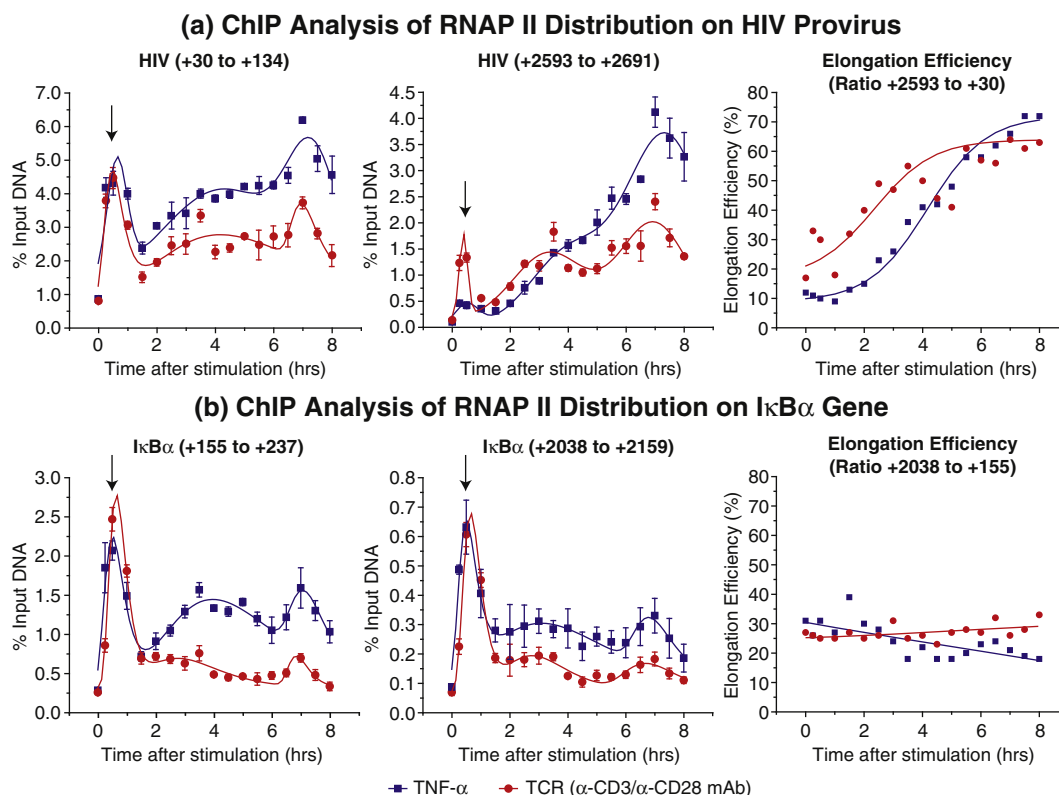 (a) ChIP Analysis of RNAP II Distribution on HIV Provirus
HIV (+30 to +134)
% Input DNA
7.0
6.0
5.0
4.0
3.0
2.0
1.0
0.0
0 2 4 6 8
Time after stimulation (hrs)
HIV (+2593 to +2691)
% Input DNA
4.5
4.0
3.5
3.0
2.5
2.0
1.5
1.0
0.5
0.0
0 2 4 6 8
Time after stimulation (hrs)
Elongation Efficiency
(Ratio +2593 to +30)
Elongation Efficiency (%)
80
70
60
50
40
30
20
10
0
0 2 4 6 8
Time after stimulation (hrs)
(b) ChIP Analysis of RNAP II Distribution on IκBα Gene
IκBα (+155 to +237)
% Input DNA
3.0
2.5
2.0
1.5
1.0
0.5
0.0
0 2 4 6 8
Time after stimulation (hrs)
IκBα (+2038 to +2159)
% Input DNA
0.8
0.7
0.6
0.5
0.4
0.3
0.2
0.1
0.0
0 2 4 6 8
Time after stimulation (hrs)
Elongation Efficiency
(Ratio +2038 to +155)
Elongation Efficiency (%)
80
70
60
50
40
30
20
10
0
0 2 4 6 8
Time after stimulation (hrs)
TNF-α TCR (α-CD3/α-CD28 mAb)